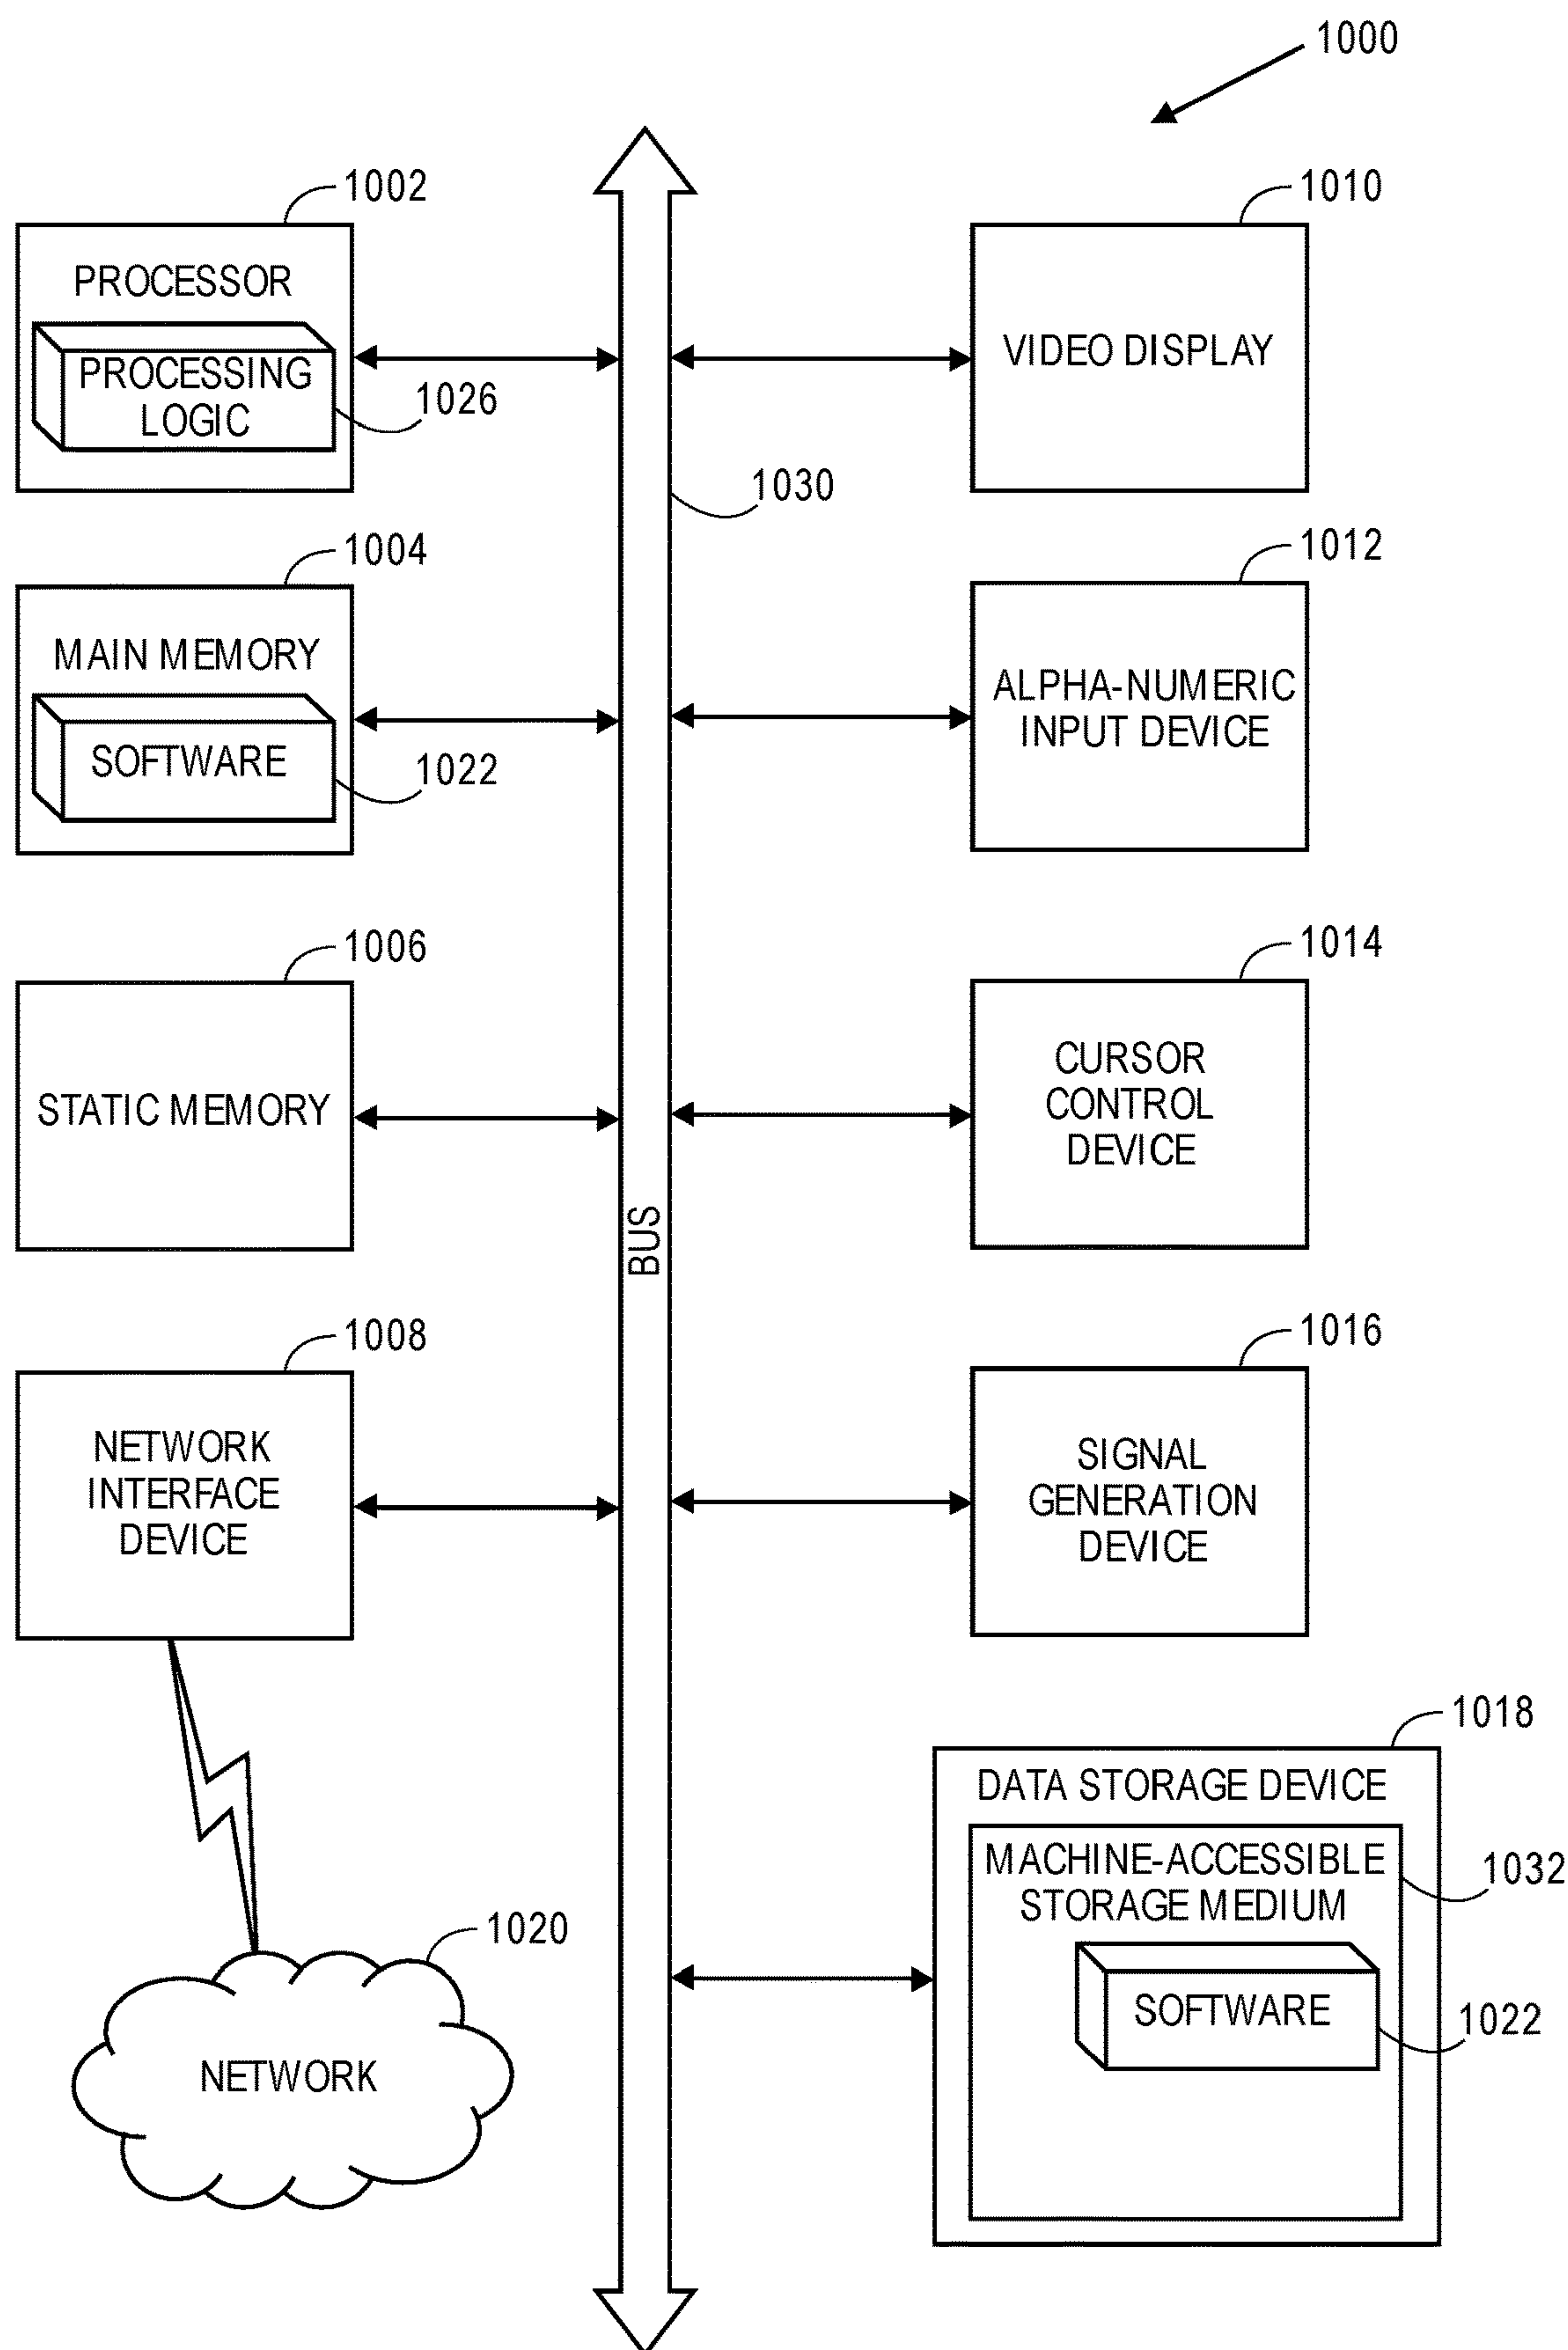 1000
1002
PROCESSOR
PROCESSING
LOGIC
1026
1010
VIDEO DISPLAY
1030
1004
MAIN MEMORY
SOFTWARE
1022
1012
ALPHA-NUMERIC
INPUT DEVICE
1006
STATIC MEMORY
1014
CURSOR
CONTROL
DEVICE
BUS
1008
NETWORK
INTERFACE
DEVICE
1016
SIGNAL
GENERATION
DEVICE
1018
DATA STORAGE DEVICE
MACHINE-ACCESSIBLE
STORAGE MEDIUM
1032
SOFTWARE
1022
1020
NETWORK